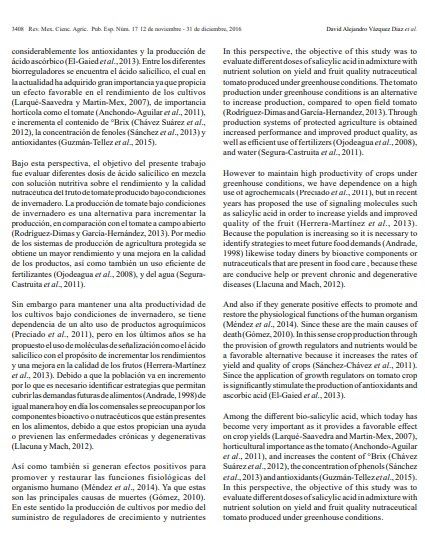 3408 Rev. Mex. Cienc. Agríc. Pub. Esp. Núm. 17 12 de noviembre - 31 de diciembre, 2016
David Alejandro Vázquez Díaz et al.
considerablemente los antioxidantes y la producción de
ácido ascórbico (El-Gaied et al., 2013). Entre los diferentes
biorreguladores se encuentra el ácido salicílico, el cual en
la actualidad ha adquirido gran importancia ya que propicia
un efecto favorable en el rendimiento de los cultivos
(Larqué-Saavedra y Martin-Mex, 2007), de importancia
hortícola como el tomate (Anchondo-Aguilar et al., 2011),
e incrementa el contenido de °Brix (Chávez Suárez et al.,
2012), la concentración de fenoles (Sánchez et al., 2013) y
antioxidantes (Guzmán-Tellez et al., 2015).
Bajo esta perspectiva, el objetivo del presente trabajo
fue evaluar diferentes dosis de ácido salicílico en mezcla
con solución nutritiva sobre el rendimiento y la calidad
nutracéutica del fruto de tomate producido bajo condiciones
de invernadero. La producción de tomate bajo condiciones
de invernadero es una alternativa para incrementar la
producción, en comparación con el tomate a campo abierto
(Rodríguez-Dimas y García-Hernández, 2013). Por medio
de los sistemas de producción de agricultura protegida se
obtiene un mayor rendimiento y una mejora en la calidad
de los productos, así como también un uso eficiente de
fertilizantes (Ojodeagua et al., 2008), y del agua (Segura-
Castruita et al., 2011).
Sin embargo para mantener una alta productividad de
los cultivos bajo condiciones de invernadero, se tiene
dependencia de un alto uso de productos agroquímicos
(Preciado et al., 2011), pero en los últimos años se ha
propuesto el uso de moléculas de señalización como el ácido
salicílico con el propósito de incrementar los rendimientos
y una mejora en la calidad de los frutos (Herrera-Martínez
et al., 2013). Debido a que la población va en incremento
por lo que es necesario identificar estrategias que permitan
cubrir las demandas futuras de alimentos (Andrade, 1998) de
igual manera hoy en día los comensales se preocupan por los
componentes bioactivo o nutracéuticos que están presentes
en los alimentos, debido a que estos propician una ayuda
o previenen las enfermedades crónicas y degenerativas
(Llacuna y Mach, 2012).
Así como también si generan efectos positivos para
promover y restaurar las funciones fisiológicas del
organismo humano (Méndez et al., 2014). Ya que estas
son las principales causas de muertes (Gómez, 2010).
En este sentido la producción de cultivos por medio del
suministro de reguladores de crecimiento y nutrientes
In this perspective, the objective of this study was to
evaluate different doses of salicylic acid in admixture with
nutrient solution on yield and fruit quality nutraceutical
tomato produced under greenhouse conditions. The tomato
production under greenhouse conditions is an alternative
to increase production, compared to open field tomato
(Rodríguez-Dimas and García-Hernandez, 2013). Through
production systems of protected agriculture is obtained
increased performance and improved product quality, as
well as efficient use of fertilizers (Ojodeagua et al., 2008),
and water (Segura-Castruita et al., 2011).
However to maintain high productivity of crops under
greenhouse conditions, we have dependence on a high
use of agrochemicals (Preciado et al., 2011), but in recent
years has proposed the use of signaling molecules such
as salicylic acid in order to increase yields and improved
quality of the fruit (Herrera-Martínez et al., 2013).
Because the population is increasing so it is necessary to
identify strategies to meet future food demands (Andrade,
1998) likewise today diners by bioactive components or
nutraceuticals that are present in food care , because these
are conducive help or prevent chronic and degenerative
diseases (Llacuna and Mach, 2012).
And also if they generate positive effects to promote and
restore the physiological functions of the human organism
(Méndez et al., 2014). Since these are the main causes of
death (Gómez, 2010). In this sense crop production through
the provision of growth regulators and nutrients would be
a favorable alternative because it increases the rates of
yield and quality of crops (Sánchez-Chávez et al., 2011).
Since the application of growth regulators on tomato crop
is significantly stimulate the production of antioxidants and
ascorbic acid (El-Gaied et al., 2013).
Among the different bio-salicylic acid, which today has
become very important as it provides a favorable effect
on crop yields (Larqué-Saavedra and Martin-Mex, 2007),
horticultural importance as the tomato (Anchondo-Aguilar
et al., 2011), and increases the content of °Brix (Chávez
Suárez et al., 2012), the concentration of phenols (Sánchez
et al., 2013) and antioxidants (Guzmán-Tellez et al., 2015).
In this perspective, the objective of this study was to
evaluate different doses of salicylic acid in admixture with
nutrient solution on yield and fruit quality nutraceutical
tomato produced under greenhouse conditions.